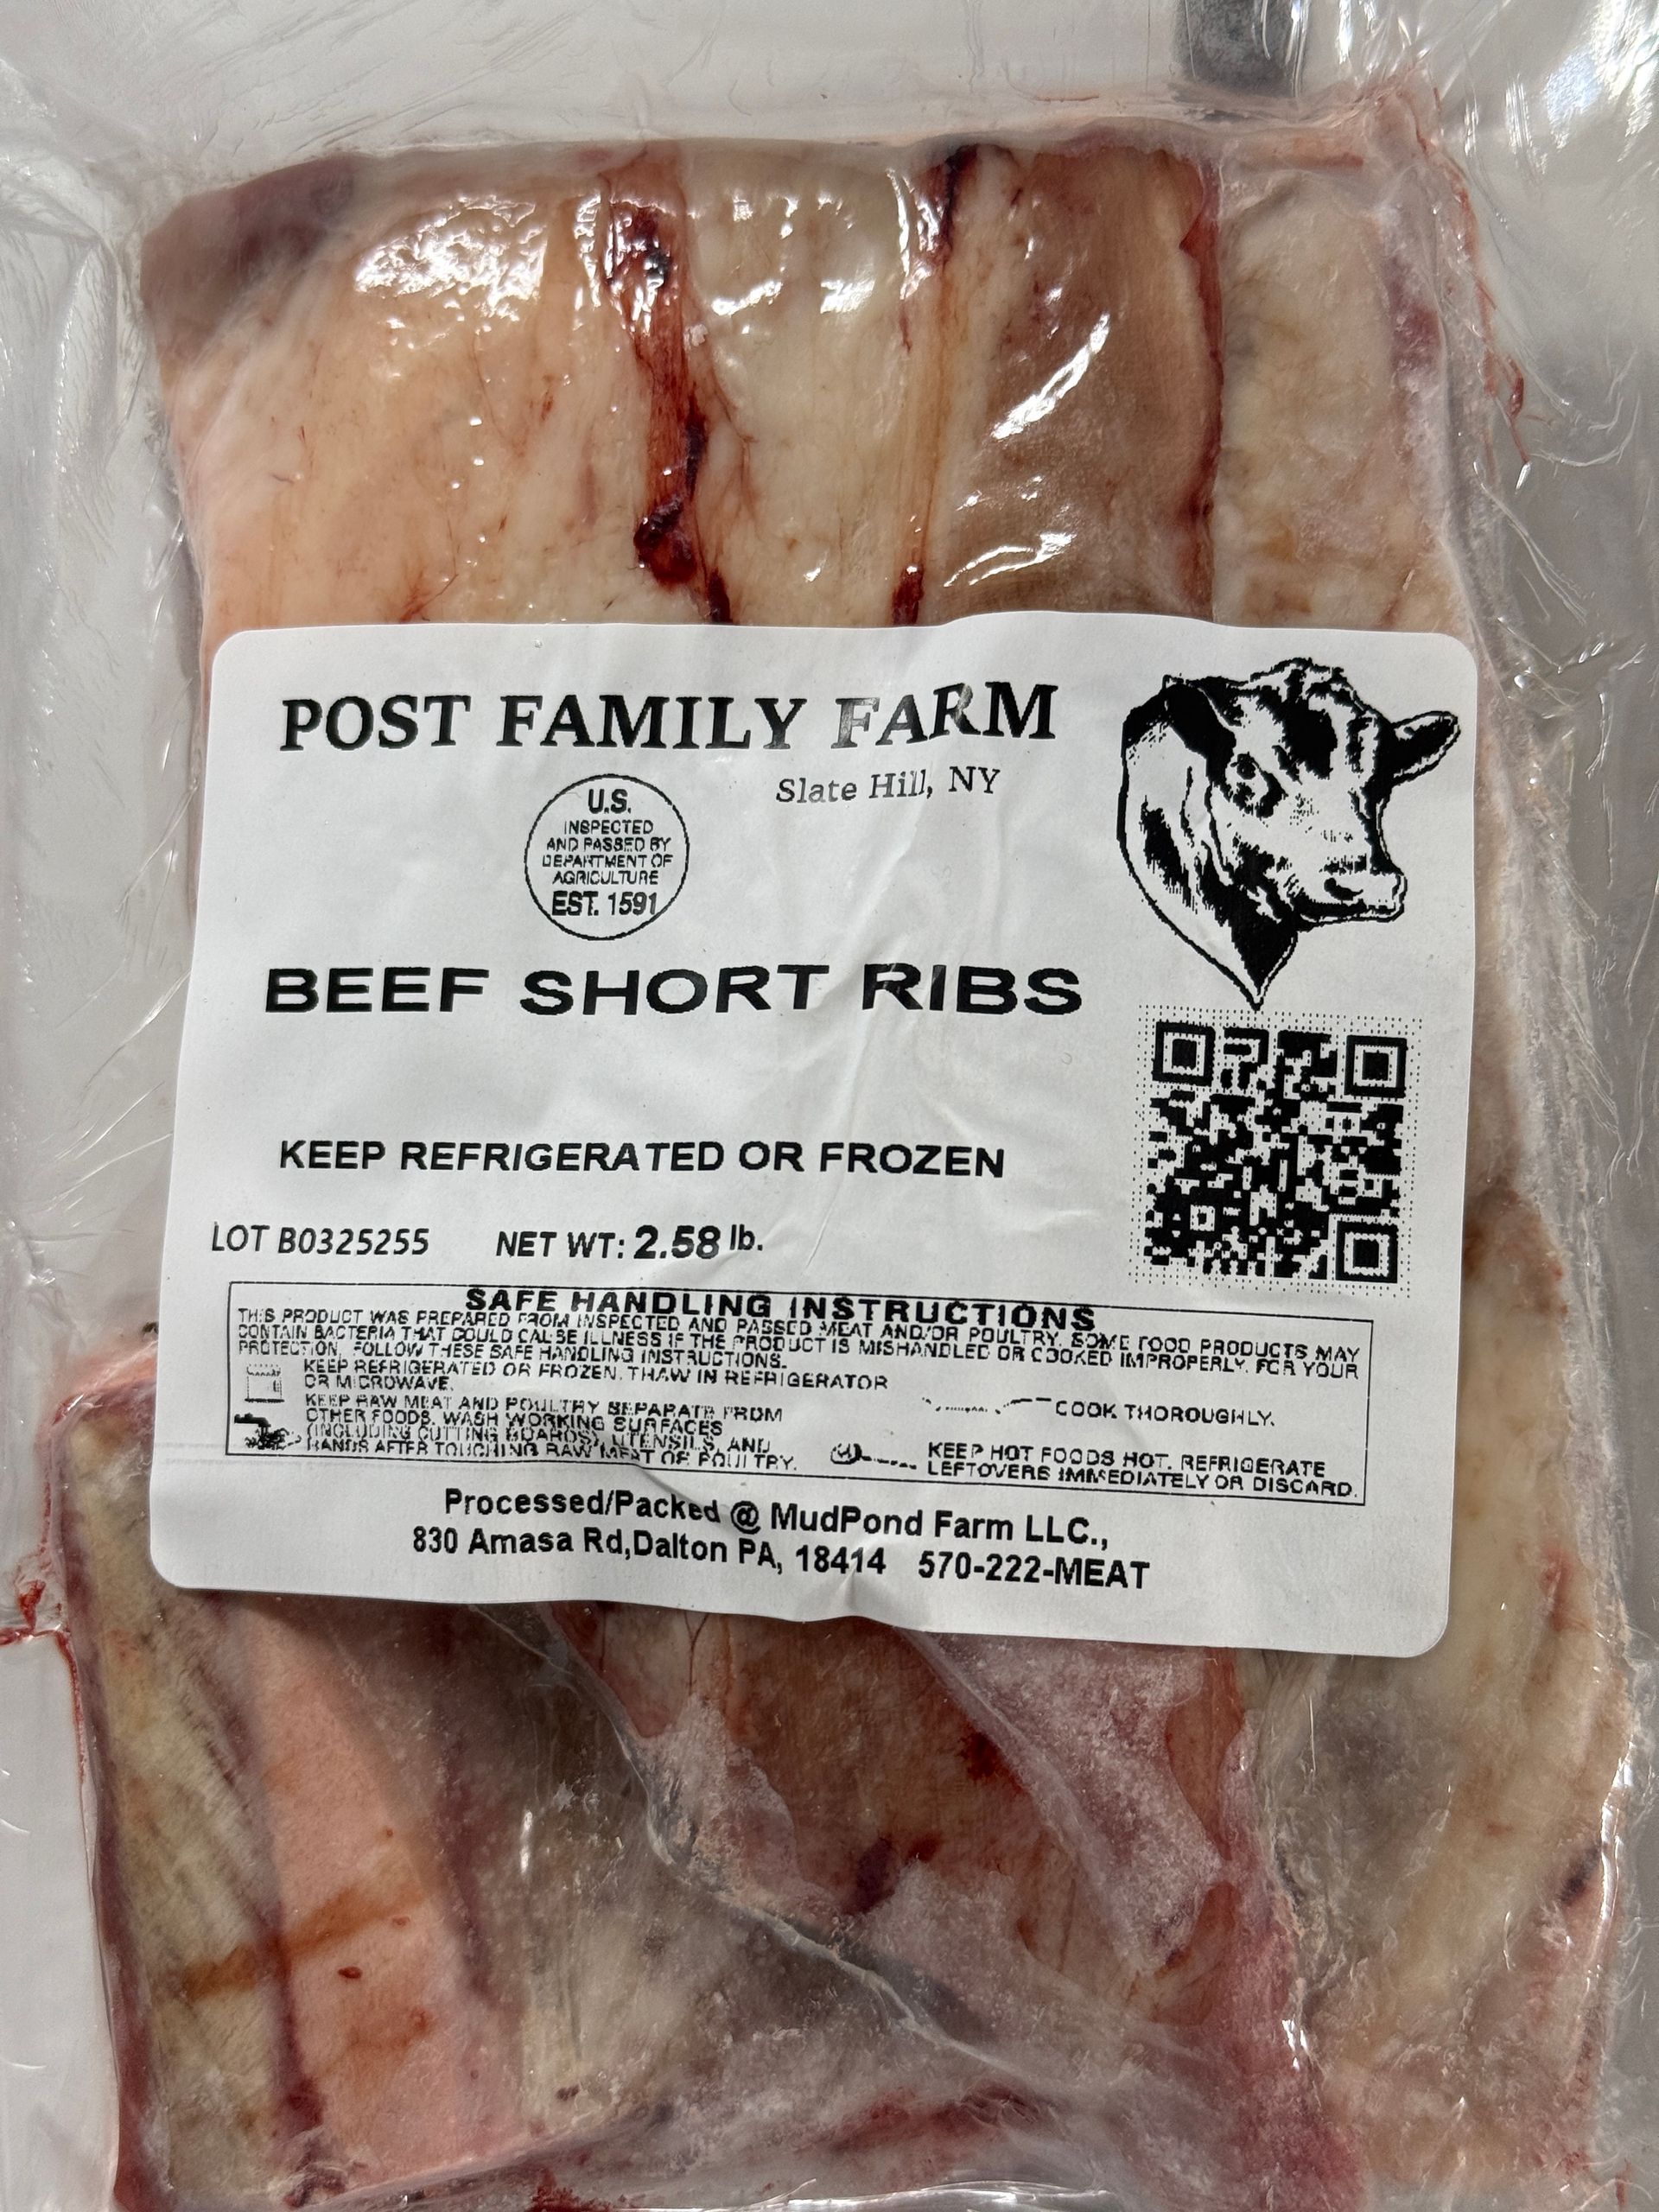 POST FAMILY FARM
Slate Hill, NY
U.S.
INSPECTED
AND PASSED BY
DEPARTMENT OF
AGRICULTURE
EST. 1591
BEEF SHORT RIBS
KEEP REFRIGERATED OR FROZEN
LOT B0325255 NET WT: 2.58 lb.
SAFE HANDLING INSTRUCTIONS
THIS PRODUCT WAS PREPARED FROM INSPECTED AND PASSED MEAT AND/OR POULTRY. SOME FOOD PRODUCTS MAY
CONTAIN BACTERIA THAT COULD CAUSE ILLNESS IF THE PRODUCT IS MISHANDLED OR COOKED IMPROPERLY. FOR YOUR
PROTECTION, FOLLOW THESE SAFE HANDLING INSTRUCTIONS.
KEEP REFRIGERATED OR FROZEN. THAW IN REFRIGERATOR
OR MICROWAVE.
KEEP RAW MEAT AND POULTRY SEPARATE FROM
OTHER FOODS. WASH WORKING SURFACES
(INCLUDING CUTTING BOARDS), UTENSILS, AND
HANDS AFTER TOUCHING RAW MEAT OR POULTRY.
COOK THOROUGHLY.
KEEP HOT FOODS HOT. REFRIGERATE
LEFTOVERS IMMEDIATELY OR DISCARD.
Processed/Packed @ MudPond Farm LLC.,
830 Amasa Rd,Dalton PA, 18414 570-222-MEAT